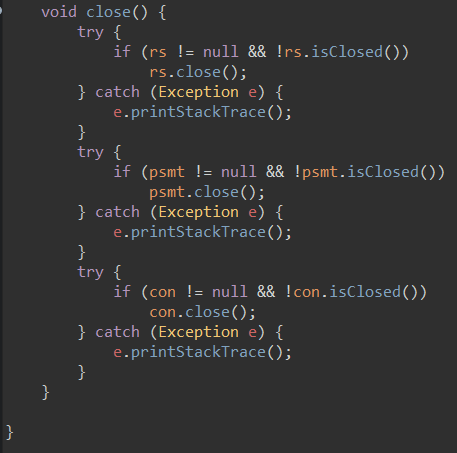 void close() {
try {
if (rs != null && !rs.isClosed())
rs.close();
} catch (Exception e) {
e.printStackTrace();
}
try {
if (psmt != null && !psmt.isClosed())
psmt.close();
} catch (Exception e) {
e.printStackTrace();
}
try {
if (con != null && !con.isClosed())
con.close();
} catch (Exception e) {
e.printStackTrace();
}
}
}